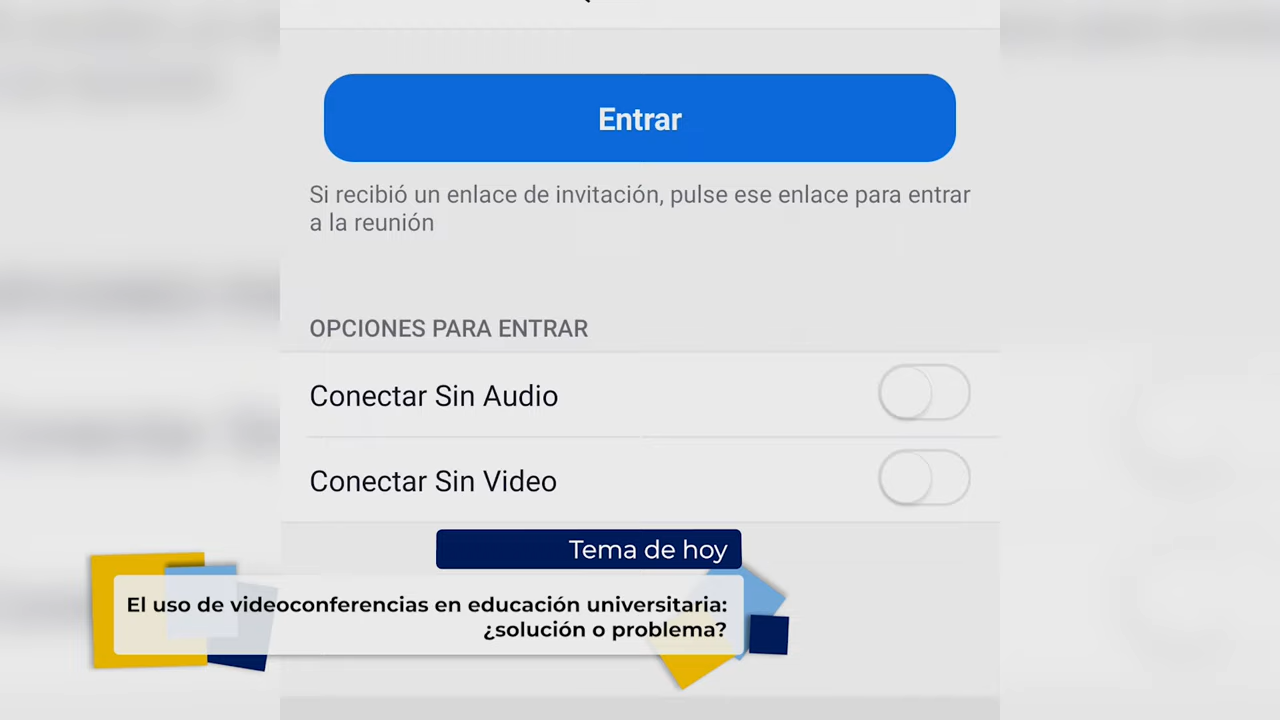 Entrar
Si recibió un enlace de invitación, pulse ese enlace para entrar
a la reunión
OPCIONES PARA ENTRAR
Conectar Sin Audio
Conectar Sin Video
Tema de hoy
El uso de videoconferencias en educación universitaria:
¿solución o problema?